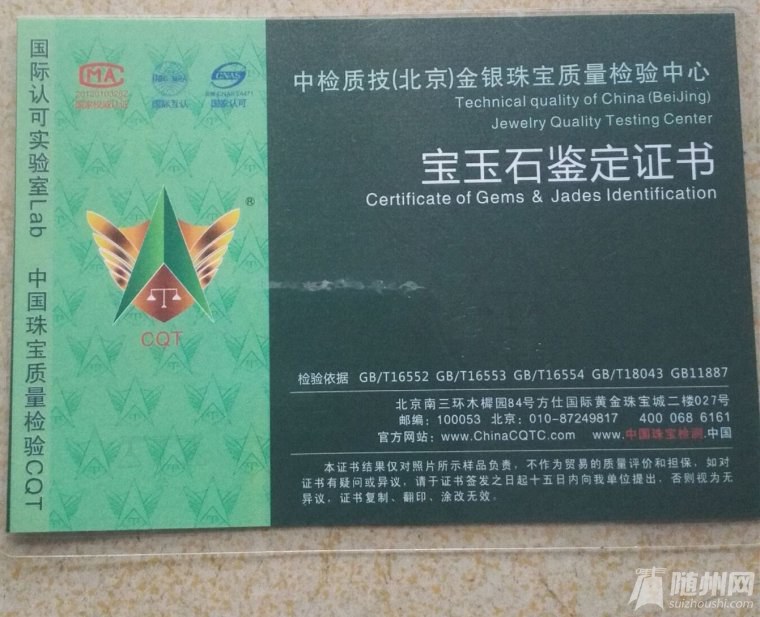 国际认可实验室Lab 中国珠宝质量检验CQT
MA
国际互认
CNAS
国家认可
®
CQT
中检质技(北京)金银珠宝质量检验中心
Technical quality of China (BeiJing)
Jewelry Quality Testing Center
宝玉石鉴定证书
Certificate of Gems & Jades Identification
检验依据 GB/T16552 GB/T16553 GB/T16554 GB/T18043 GB11887
北京南三环木樨园84号方仕国际黄金珠宝城二楼027号
邮编：100053 北京：010-87249817 400 068 6161
官方网站：www.ChinaCQTC.com www.中国珠宝检测.中国
本证书结果仅对照片所示样品负责，不作为贸易的质量评价和担保，如对
证书有疑问或异议，请于证书签发之日起十五日内向我单位提出，否则视为无
异议，证书复制、翻印、涂改无效。
随州网
suizhoushi.com